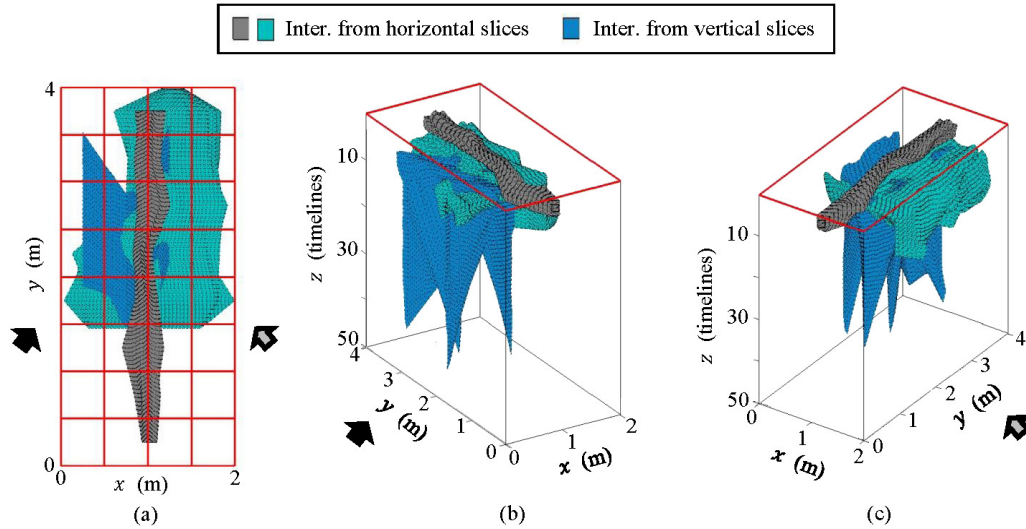 Inter. from horizontal slices Inter. from vertical slices
4
y (m)
0
0
x (m)
2
(a)
10
30
50
z (timelines)
4
3
2
1
0
y (m)
0
1
2
x (m)
(b)
10
20
30
50
z (timelines)
0
1
2
x (m)
0
1
2
3
4
y (m)
(c)